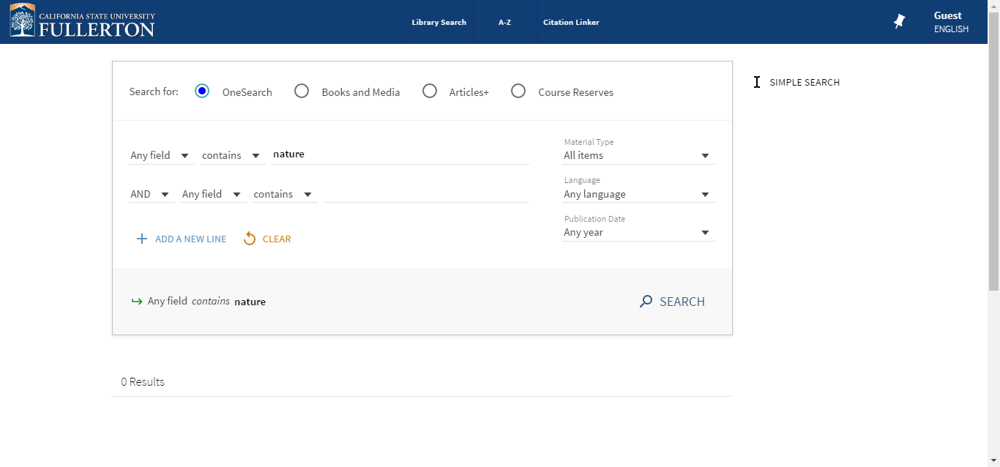 CALIFORNIA STATE UNIVERSITY
FULLERTON
Library Search
A-Z
Citation Linker
Guest
ENGLISH
Search for:
OneSearch
Books and Media
Articles+
Course Reserves
SIMPLE SEARCH
Any field
contains
nature
Material Type
All items
AND
Any field
contains
Language
Any language
Publication Date
Any year
ADD A NEW LINE
CLEAR
Any field contains nature
SEARCH
0 Results